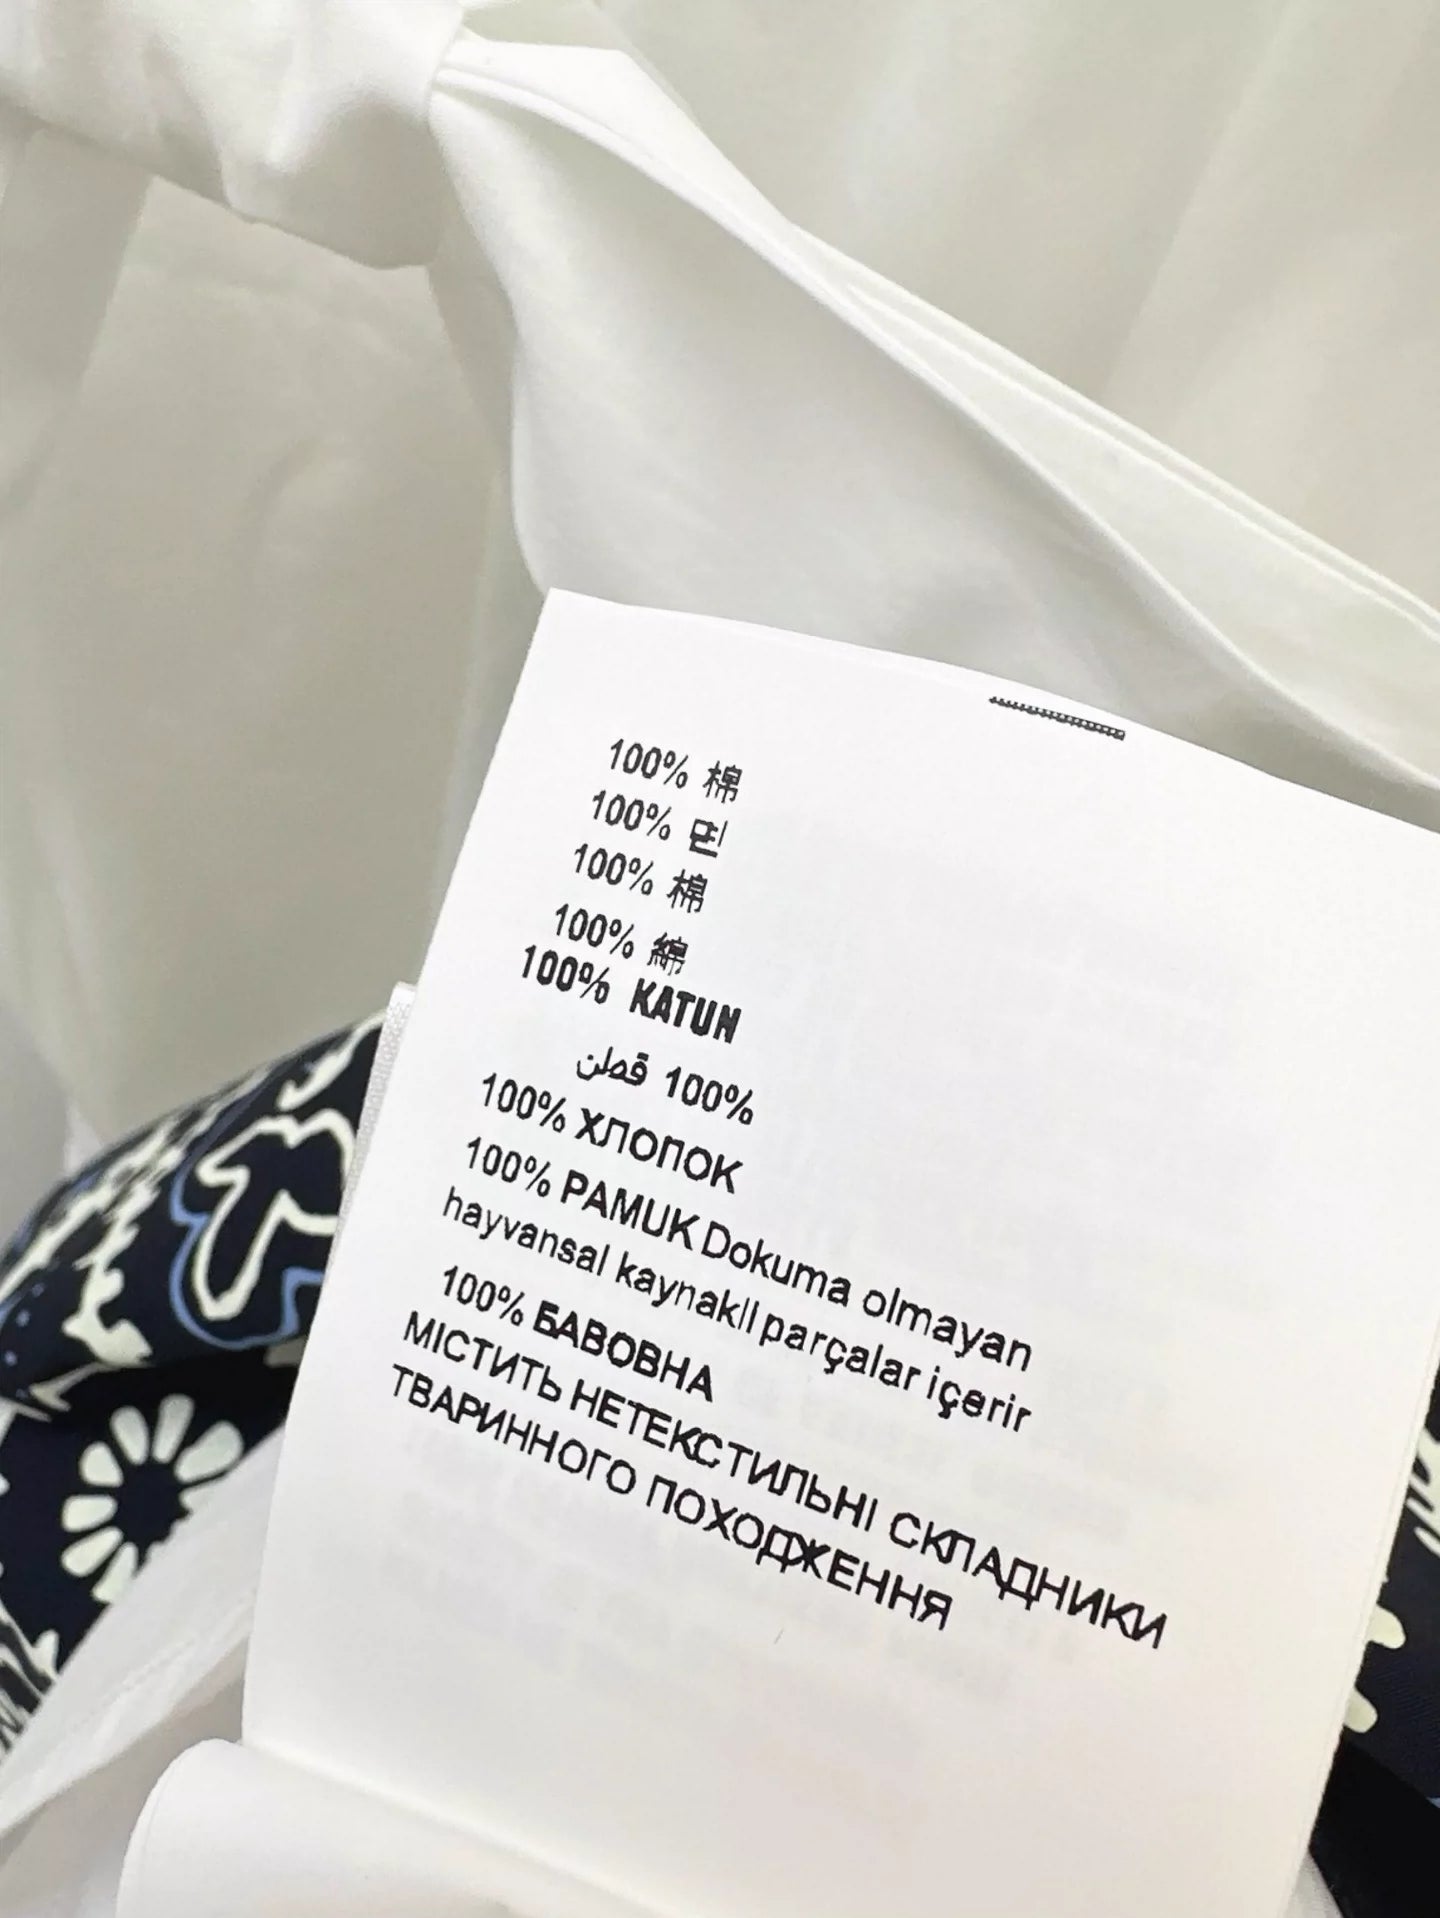 100% 棉
100% 면
100% 棉
100% 綿
100% KATUN
100% قطن
100% ХЛОПОК
100% PAMUK Dokuma olmayan
hayvansal kaynaklı parçalar içerir
100% БАВОВНА
МІСТИТЬ НЕТЕКСТИЛЬНІ СКЛАДНИКИ
ТВАРИННОГО ПОХОДЖЕННЯ